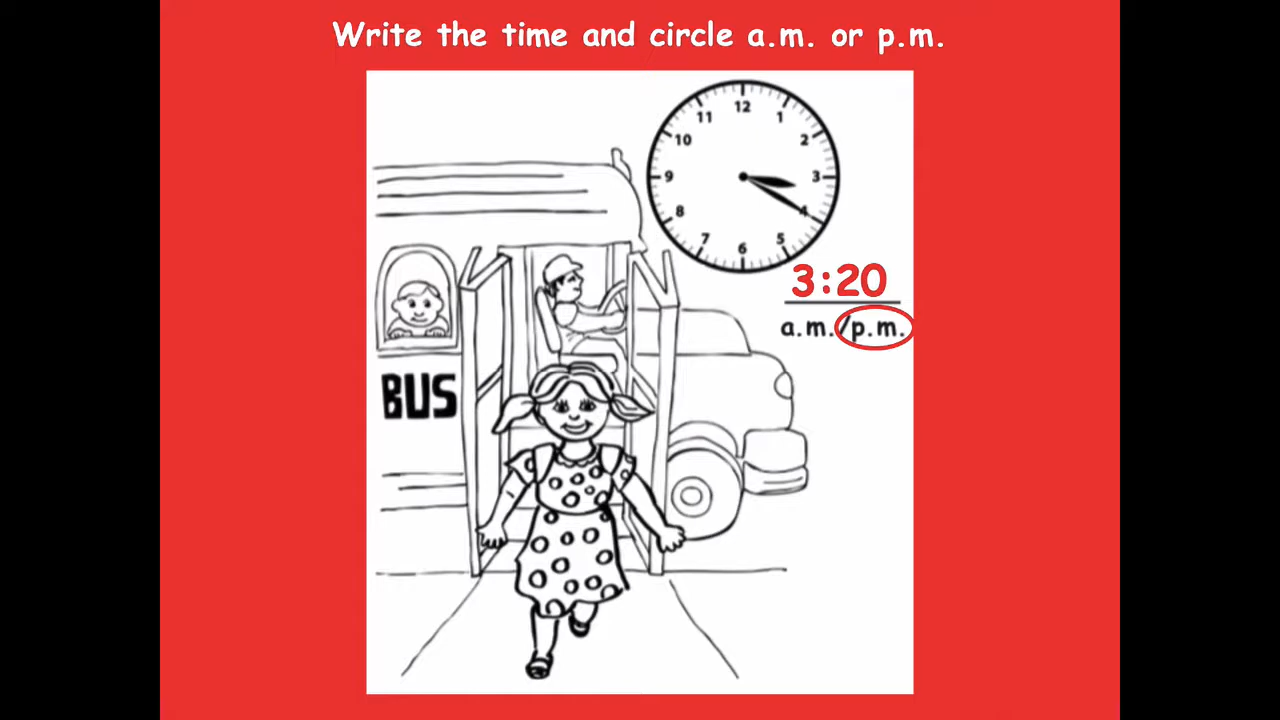 Write the time and circle a.m. or p.m.
12
11 1
10 2
9 3
8 4
7 5
6
3:20
a.m./p.m.
BUS